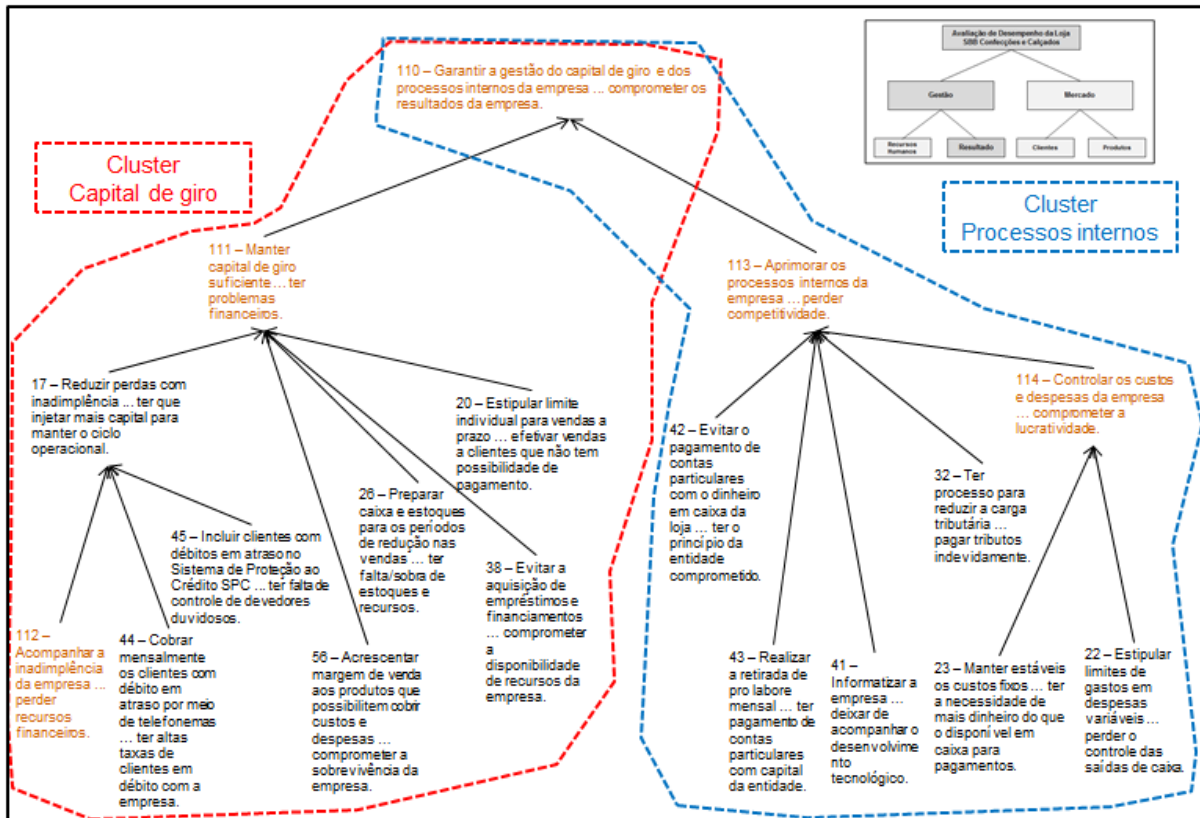 Avaliação de Desempenho da Loja
SBB Confecções e Calçados
Gestão
Mercado
Recursos
Humanos
Resultado
Clientes
Produtos
110 – Garantir a gestão do capital de giro e dos
processos internos da empresa ... comprometer os
resultados da empresa.
Cluster
Capital de giro
Cluster
Processos internos
111 – Manter
capital de giro
suficiente ... ter
problemas
financeiros.
113 – Aprimorar os
processos internos da
empresa ... perder
competitividade.
17 – Reduzir perdas com
inadimplência ... ter que
injetar mais capital para
manter o ciclo
operacional.
20 – Estipular limite
individual para vendas a
prazo ... efetivar vendas
a clientes que não tem
possibilidade de
pagamento.
114 – Controlar os custos
e despesas da empresa
... comprometer a
lucratividade.
42 – Evitar o
pagamento de
contas
particulares
com o dinheiro
em caixa da
loja ... ter o
princípio da
entidade
comprometido.
32 – Ter
processo para
reduzir a carga
tributária ...
pagar tributos
indevidamente.
26 – Preparar
caixa e estoques
para os períodos
de redução nas
vendas ... ter
falta/sobra de
estoques e
recursos.
45 – Incluir clientes com
débitos em atraso no
Sistema de Proteção ao
Crédito SPC ... ter falta de
controle de devedores
duvidosos.
38 – Evitar a
aquisição de
empréstimos e
financiamentos
... comprometer
a
disponibilidade
de recursos da
empresa.
112 –
Acompanhar a
inadimplência
da empresa ...
perder
recursos
financeiros.
44 – Cobrar
mensalmente
os clientes com
débito em
atraso por meio
de telefonemas
... ter altas
taxas de
clientes em
débito com a
empresa.
56 – Acrescentar
margem de venda
aos produtos que
possibilitem cobrir
custos e
despesas ...
comprometer a
sobrevivência da
empresa.
43 – Realizar
a retirada de
pro labore
mensal ... ter
pagamento de
contas
particulares
com capital
da entidade.
41 –
Informatizar a
empresa ...
deixar de
acompanhar o
desenvolvime
nto
tecnológico.
23 – Manter estáveis
os custos fixos ... ter
a necessidade de
mais dinheiro do que
o disponível em
caixa para
pagamentos.
22 – Estipular
limites de
gastos em
despesas
variáveis ...
perder o
controle das
saídas de caixa.